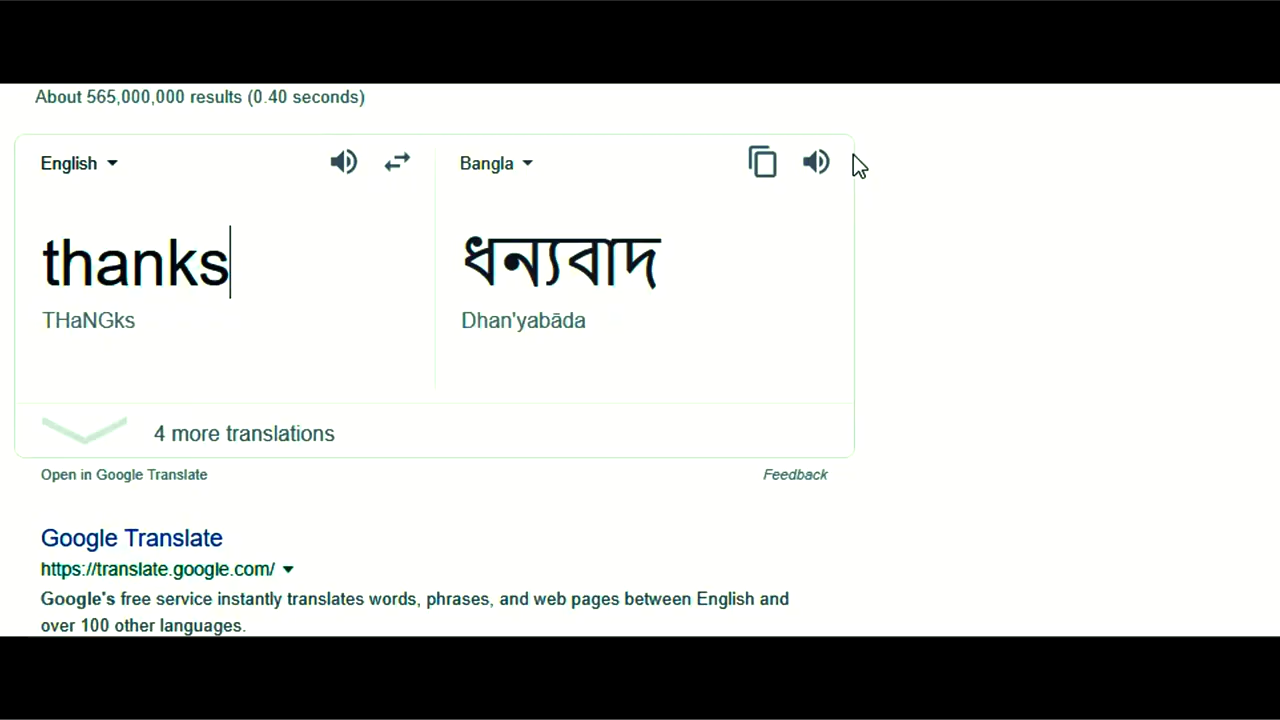 About 565,000,000 results (0.40 seconds)
English Bangla
thanks ধন্যবাদ
THaNGks Dhan'yabāda
4 more translations
Open in Google Translate Feedback
Google Translate
https://translate.google.com/
Google's free service instantly translates words, phrases, and web pages between English and
over 100 other languages.